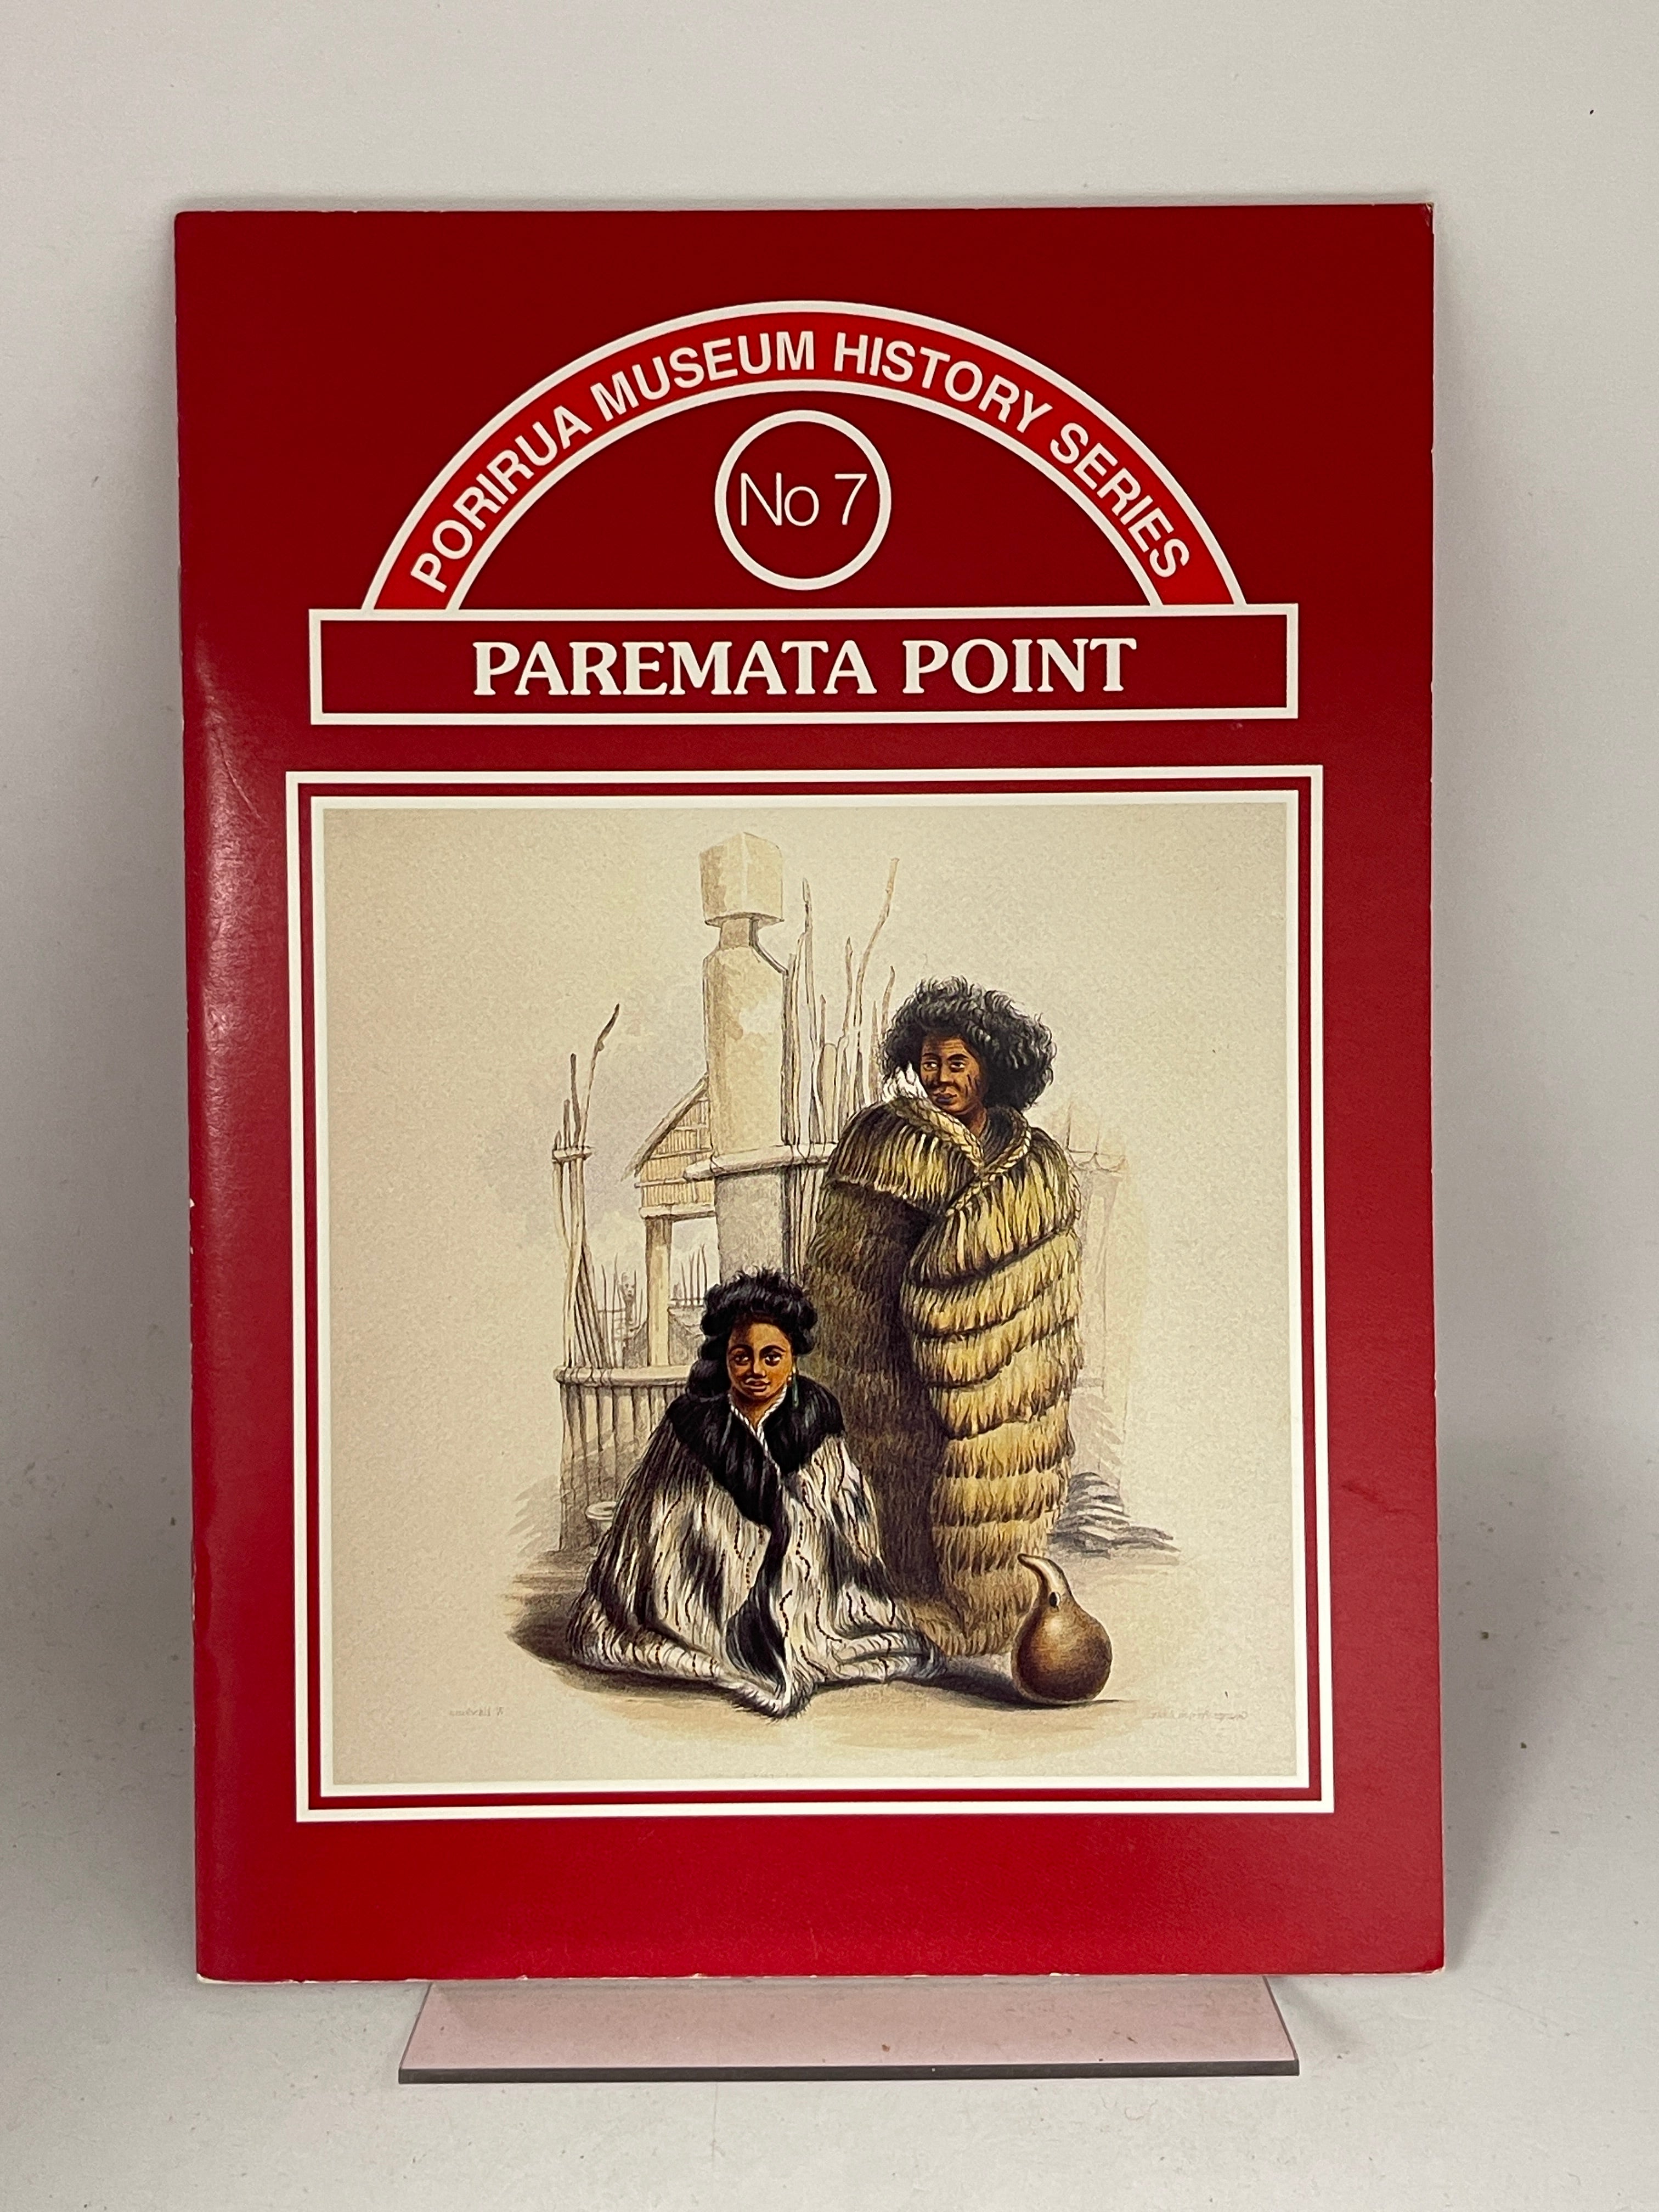 PORIRUA MUSEUM HISTORY SERIES
No 7
PAREMATA POINT